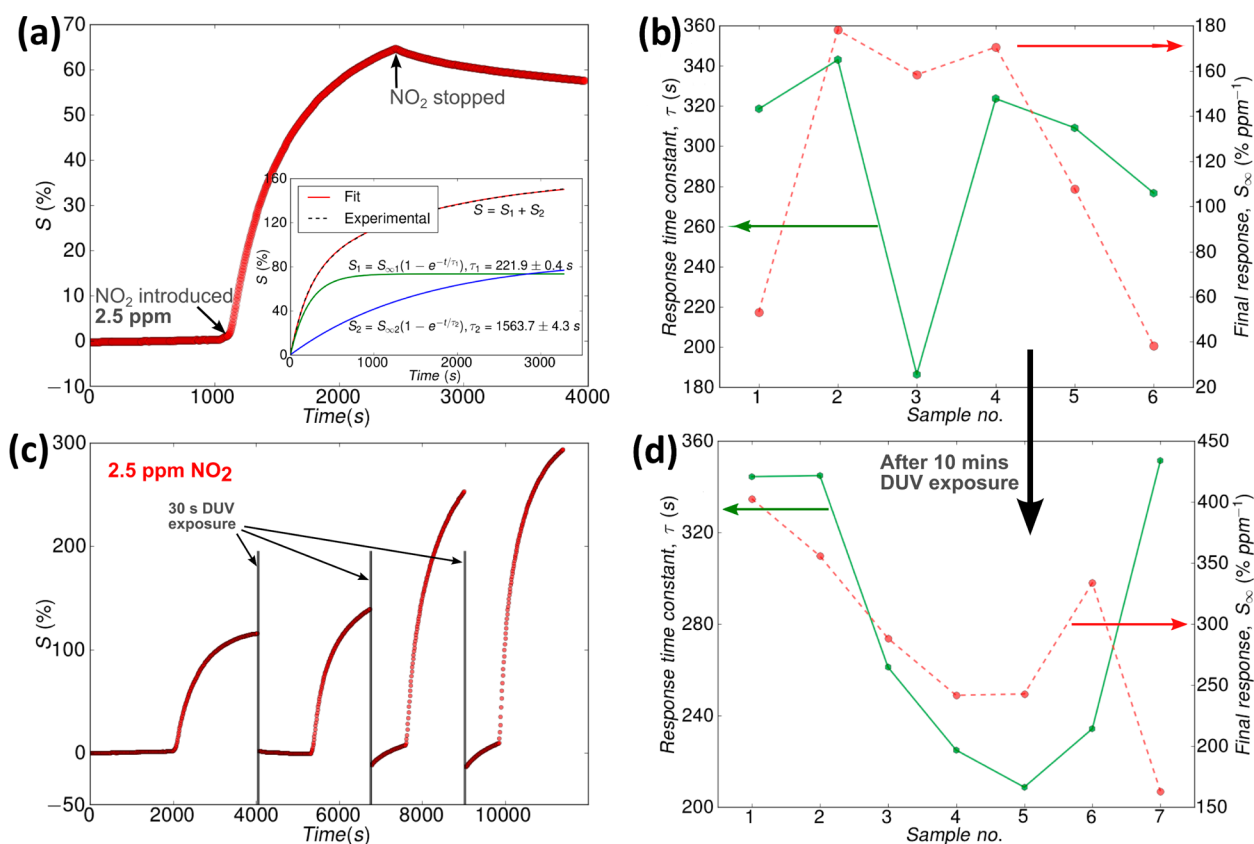 (a)
70
60
50
40
30
20
10
0
−10
S (%)
NO2 stopped
NO2 introduced
2.5 ppm
160
120
80
40
0
S (%)
Fit
Experimental
S = S1 + S2
S1 = S∞1(1 − e^−t/τ1), τ1 = 221.9 ± 0.4 s
S2 = S∞2(1 − e^−t/τ2), τ2 = 1563.7 ± 4.3 s
0 1000 2000 3000
Time (s)
0 1000 2000 3000 4000
Time(s)
(b)
360
340
320
300
280
260
240
220
200
180
Response time constant, τ (s)
180
160
140
120
100
80
60
40
20
Final response, S∞ (% ppm−1)
1 2 3 4 5 6
Sample no.
(c)
300
200
100
0
−50
S (%)
2.5 ppm NO2
30 s DUV
exposure
0 2000 4000 6000 8000 10000
Time(s)
(d)
After 10 mins
DUV exposure
360
320
280
240
200
Response time constant, τ (s)
450
400
350
300
250
200
150
Final response, S∞ (% ppm−1)
1 2 3 4 5 6 7
Sample no.